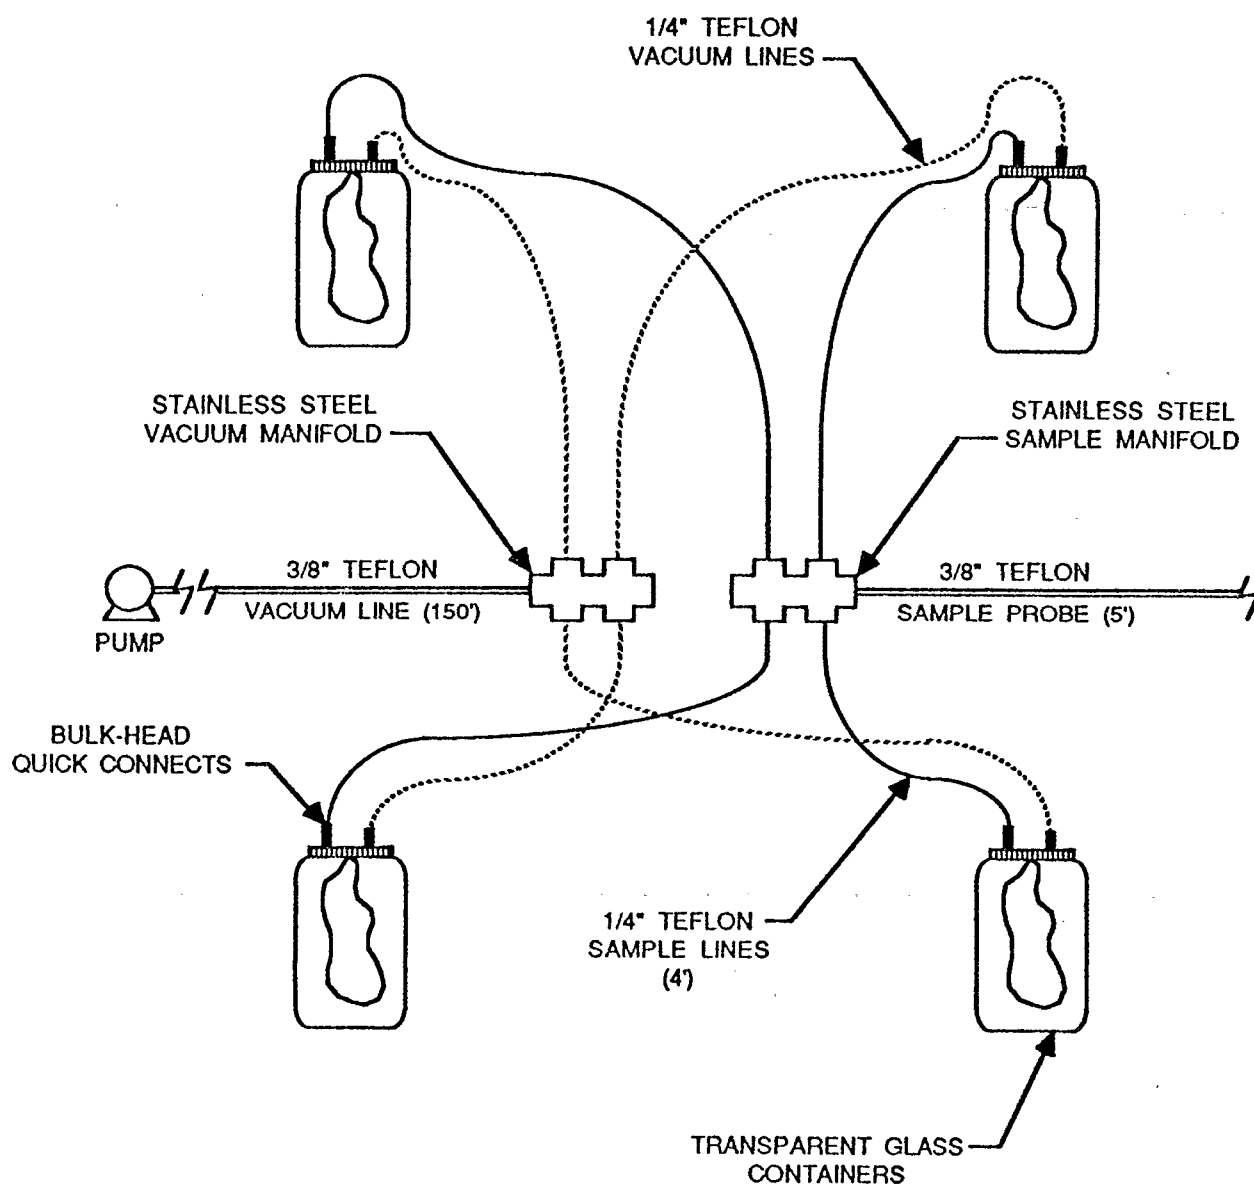 1/4" TEFLON
VACUUM LINES
STAINLESS STEEL
VACUUM MANIFOLD
STAINLESS STEEL
SAMPLE MANIFOLD
3/8" TEFLON
VACUUM LINE (150')
3/8" TEFLON
SAMPLE PROBE (5')
PUMP
BULK-HEAD
QUICK CONNECTS
1/4" TEFLON
SAMPLE LINES
(4')
TRANSPARENT GLASS
CONTAINERS